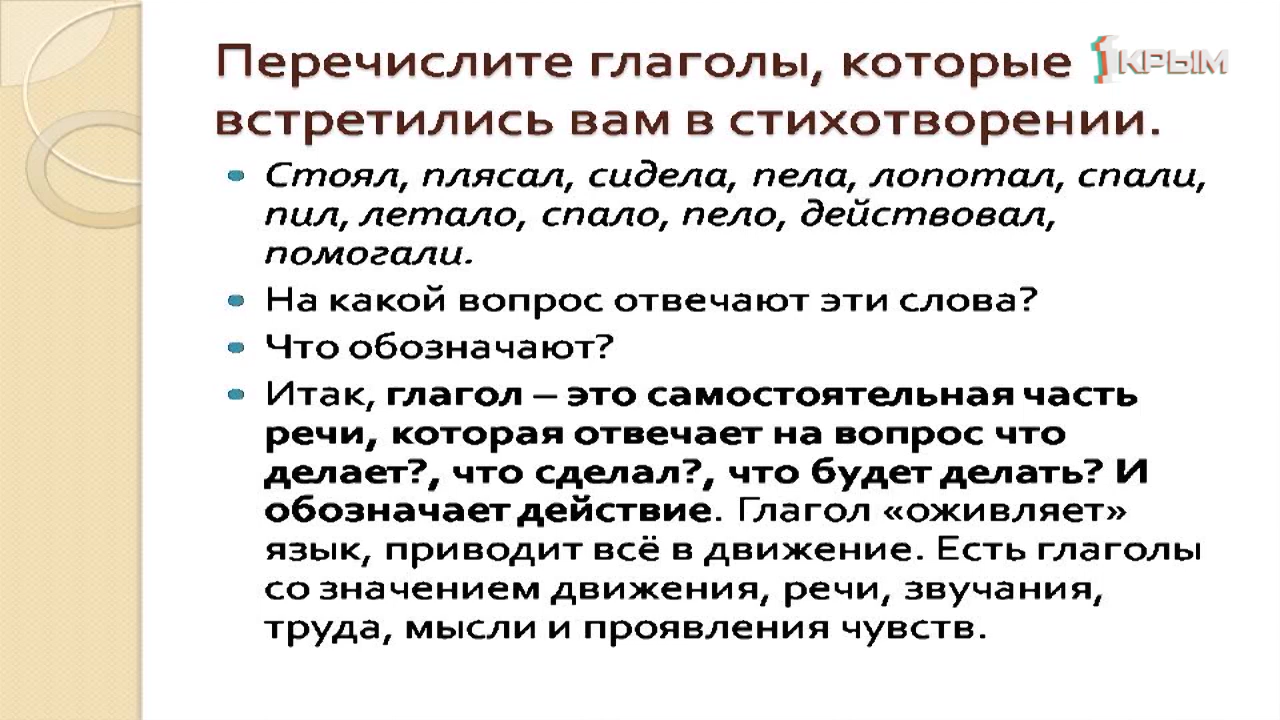 Перечислите глаголы, которые
1КРЫМ
встретились вам в стихотворении.
Стоял, плясал, сидела, пела, лопотал, спали,
пил, летало, спало, пело, действовал,
помогали.
На какой вопрос отвечают эти слова?
Что обозначают?
Итак, глагол – это самостоятельная часть
речи, которая отвечает на вопрос что
делает?, что сделал?, что будет делать? И
обозначает действие. Глагол «оживляет»
язык, приводит всё в движение. Есть глаголы
со значением движения, речи, звучания,
труда, мысли и проявления чувств.